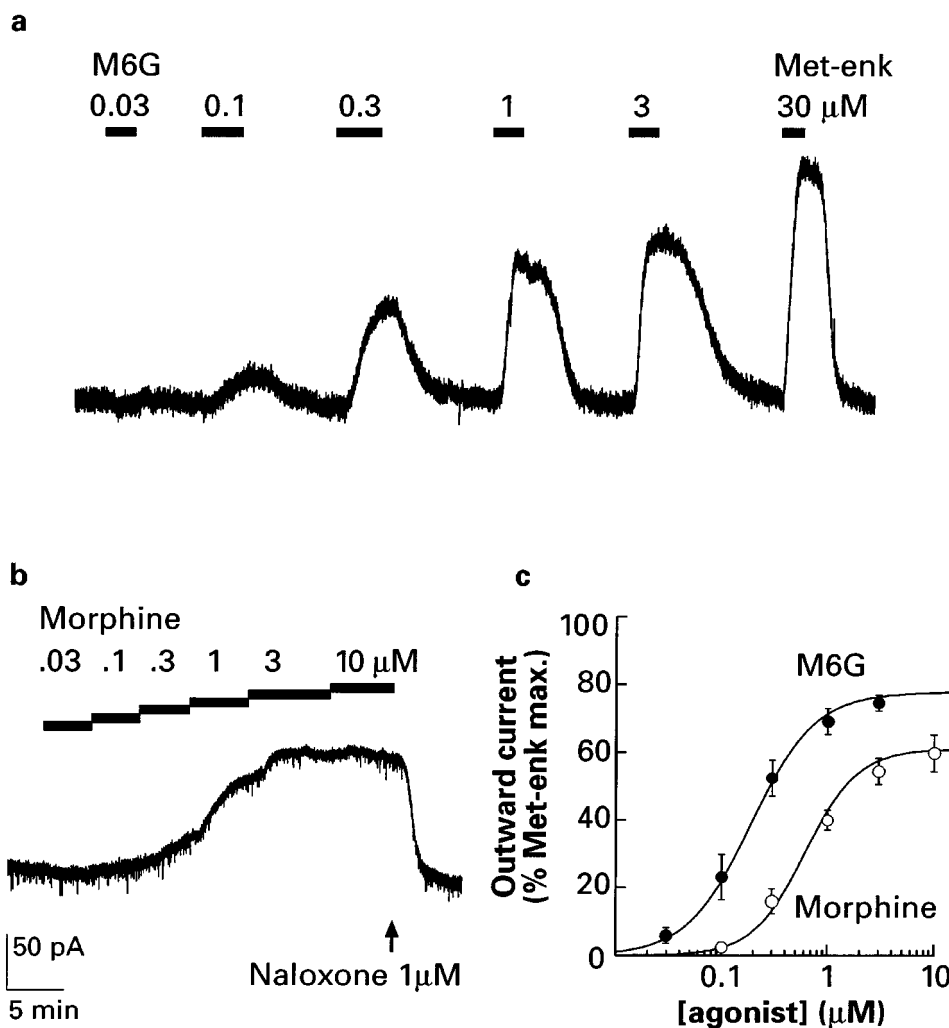 a
M6G Met-enk
0.03 0.1 0.3 1 3 30 μM
b
Morphine
.03 .1 .3 1 3 10 μM
50 pA
5 min
Naloxone 1μM
c
Outward current
(% Met-enk max.)
100
80
60
40
20
0
M6G
Morphine
0.1 1 10
[agonist] (μM)